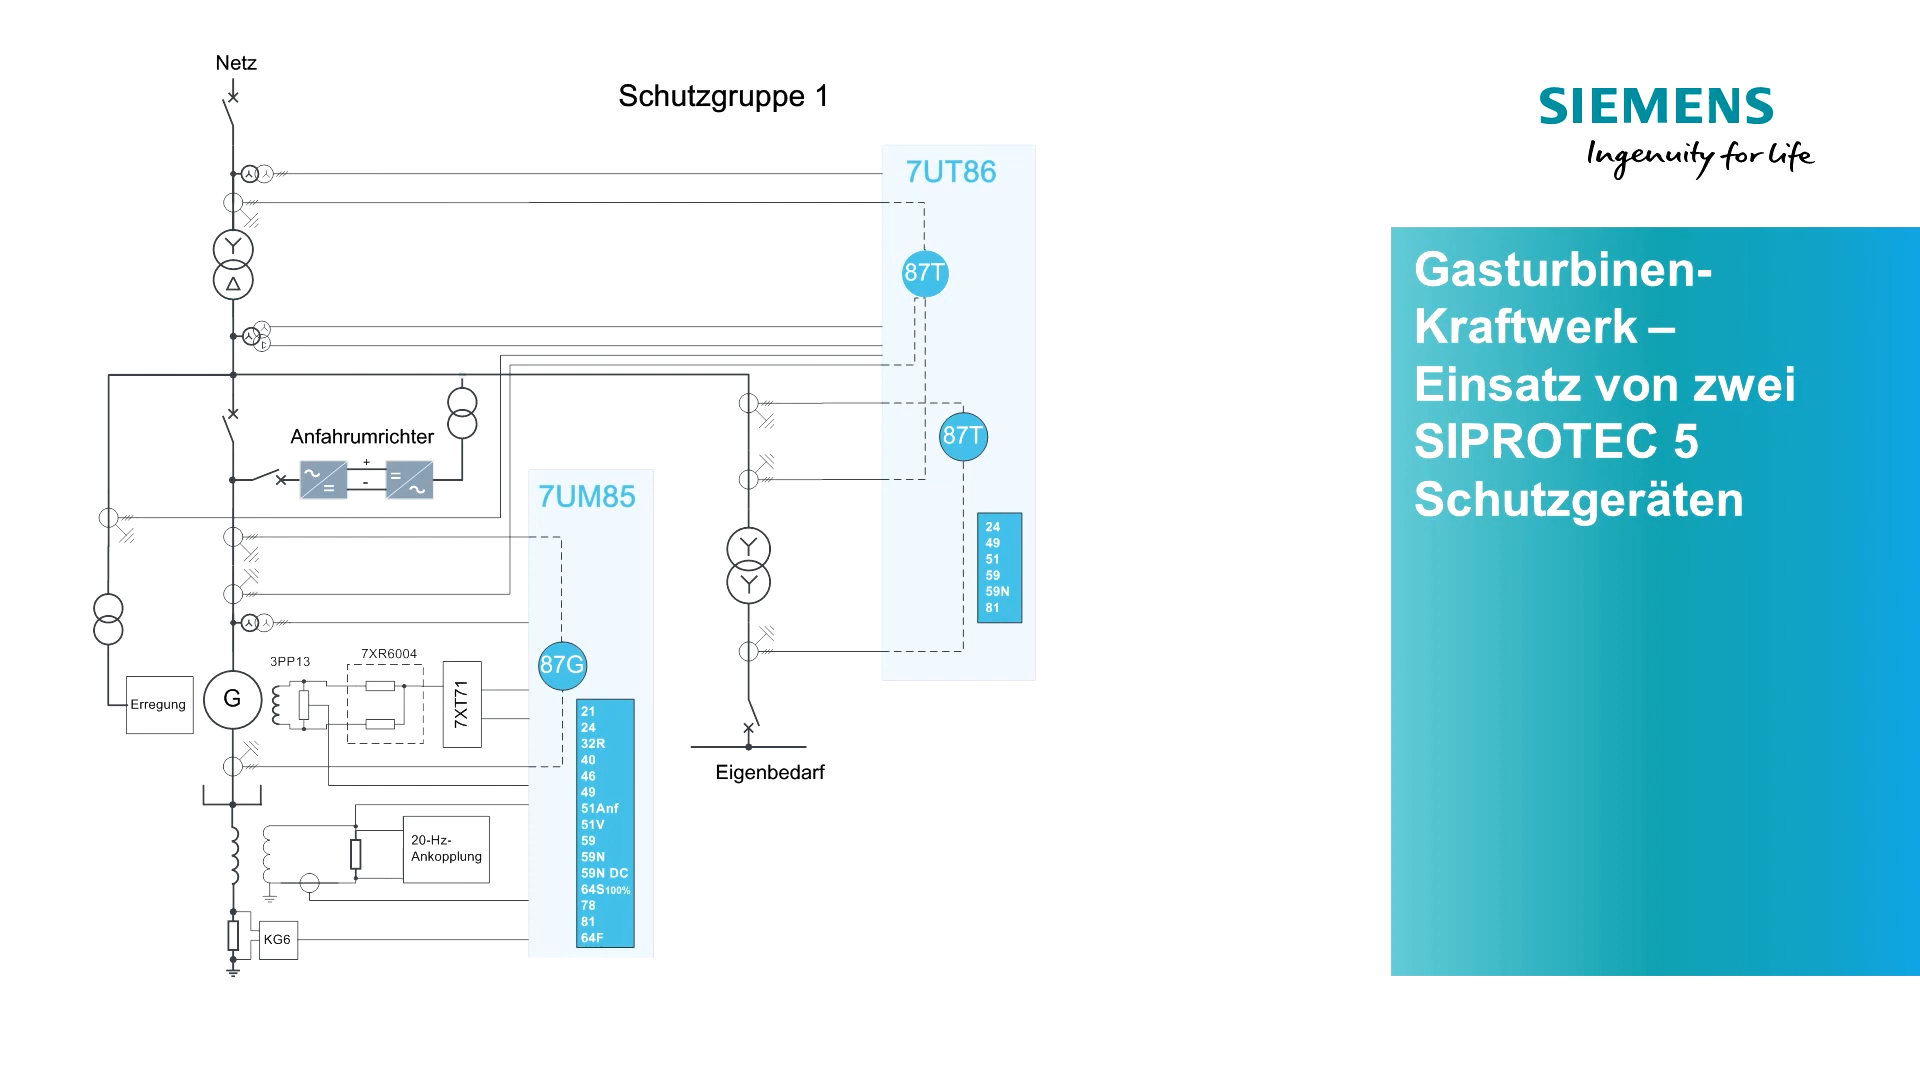 Netz
Schutzgruppe 1
7UT86
87T
Anfahrumrichter
+
-
87T
7UM85
24
49
51
59
59N
81
3PP13
7XR6004
7XT71
87G
Erregung
G
21
24
32R
40
46
49
51Anf
51V
59
59N
59N DC
64S100%
78
81
64F
Eigenbedarf
20-Hz-
Ankopplung
KG6
SIEMENS
Ingenuity for life
Gasturbinen-
Kraftwerk –
Einsatz von zwei
SIPROTEC 5
Schutzgeräten